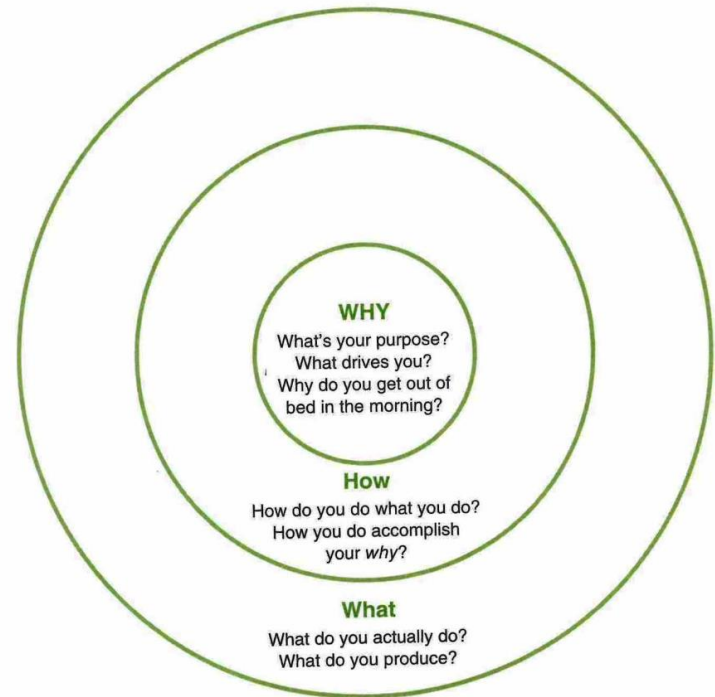 WHY
What's your purpose?
What drives you?
Why do you get out of
bed in the morning?
How
How do you do what you do?
How you do accomplish
your why?
What
What do you actually do?
What do you produce?